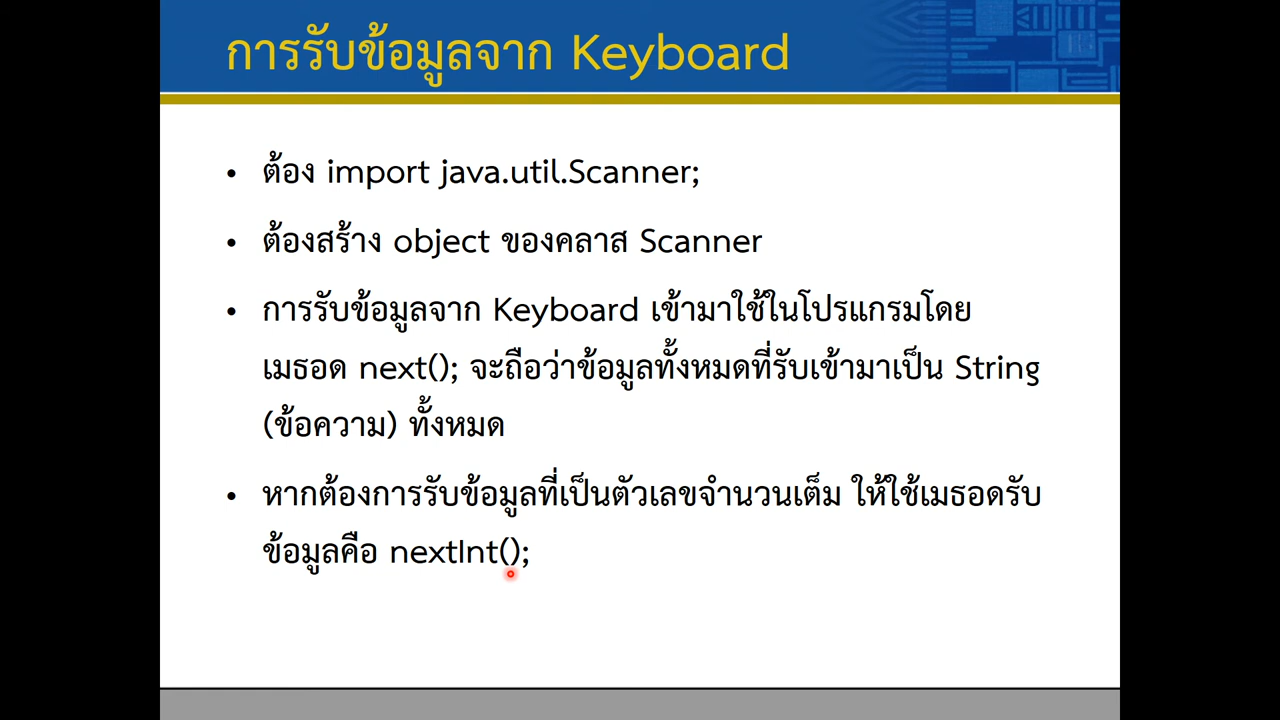 การรับข้อมูลจาก Keyboard
• ต้อง import java.util.Scanner;
• ต้องสร้าง object ของคลาส Scanner
• การรับข้อมูลจาก Keyboard เข้ามาใช้ในโปรแกรมโดย
เมธอด next(); จะถือว่าข้อมูลทั้งหมดที่รับเข้ามาเป็น String
(ข้อความ) ทั้งหมด
• หากต้องการรับข้อมูลที่เป็นตัวเลขจำนวนเต็ม ให้ใช้เมธอดรับ
ข้อมูลคือ nextInt();